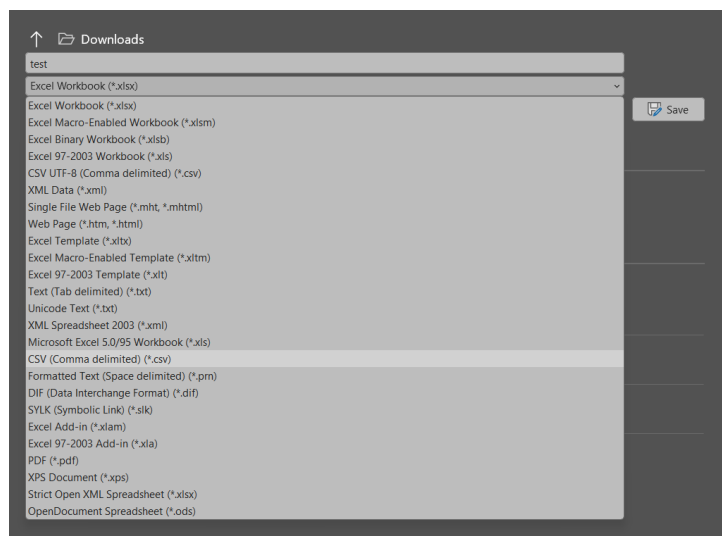 Downloads
test
Excel Workbook (*.xlsx)
Excel Workbook (*.xlsx)
Save
Excel Macro-Enabled Workbook (*.xlsm)
Excel Binary Workbook (*.xlsb)
Excel 97-2003 Workbook (*.xls)
CSV UTF-8 (Comma delimited) (*.csv)
XML Data (*.xml)
Single File Web Page (*.mht, *.mhtml)
Web Page (*.htm, *.html)
Excel Template (*.xltx)
Excel Macro-Enabled Template (*.xltm)
Excel 97-2003 Template (*.xlt)
Text (Tab delimited) (*.txt)
Unicode Text (*.txt)
XML Spreadsheet 2003 (*.xml)
Microsoft Excel 5.0/95 Workbook (*.xls)
CSV (Comma delimited) (*.csv)
Formatted Text (Space delimited) (*.prn)
DIF (Data Interchange Format) (*.dif)
SYLK (Symbolic Link) (*.slk)
Excel Add-in (*.xlam)
Excel 97-2003 Add-in (*.xla)
PDF (*.pdf)
XPS Document (*.xps)
Strict Open XML Spreadsheet (*.xlsx)
OpenDocument Spreadsheet (*.ods)